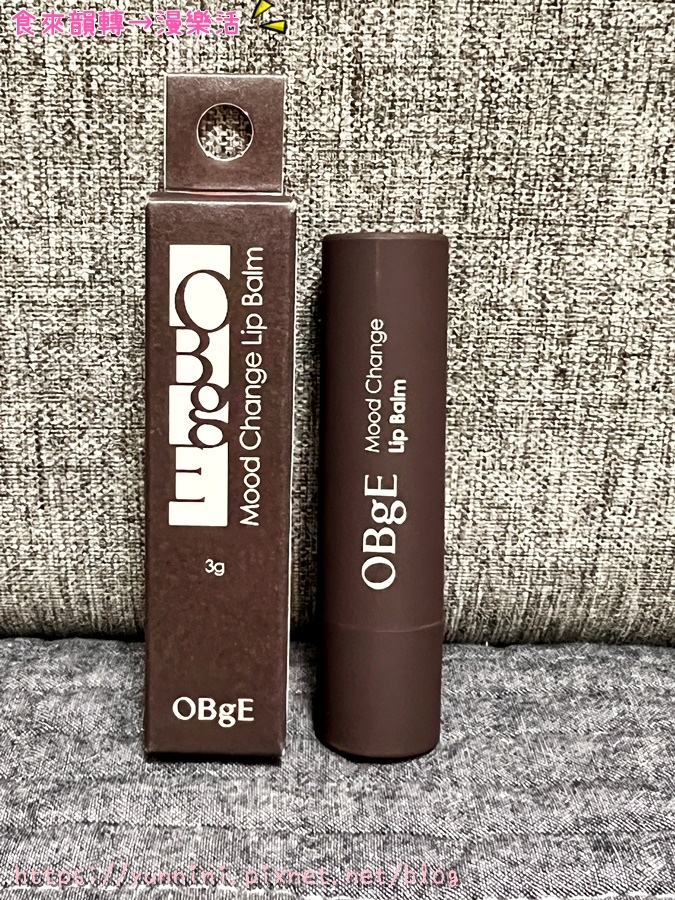 食來韻轉→漫樂活
Mood Change Lip Balm
3g
OBgE
OBgE
Mood Change
Lip Balm
https://yunnini.pixnet.net/blog